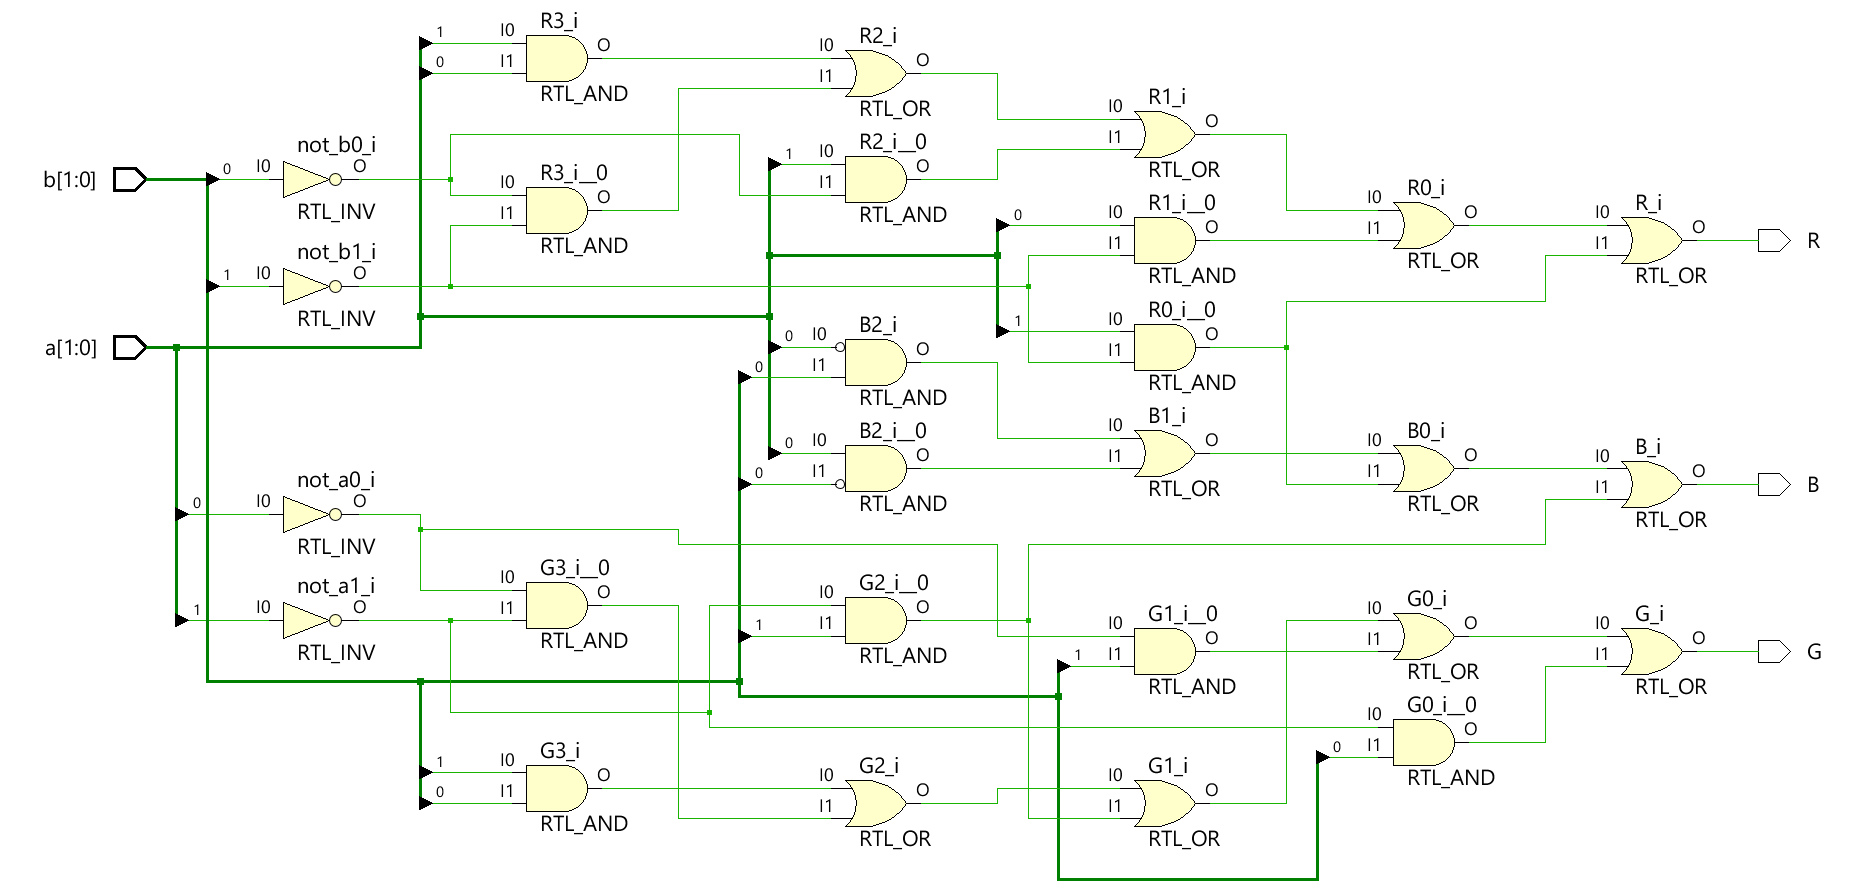 R3_i
1 I0 O
0 I1
RTL_AND
R2_i
I0 O
I1
RTL_OR
R1_i
I0 O
I1
RTL_OR
not_b0_i
b[1:0] 0 I0 O
RTL_INV
R3_i__0
I0 O
I1
RTL_AND
R2_i__0
1 I0 O
I1
RTL_AND
R1_i__0
0 I0 O
I1
RTL_AND
R0_i
I0 O
I1
RTL_OR
R_i
I0 O R
I1
RTL_OR
not_b1_i
1 I0 O
RTL_INV
a[1:0]
R0_i__0
1 I0 O
I1
RTL_AND
B2_i
0 I0 O
0 I1
RTL_AND
B2_i__0
0 I0 O
0 I1
RTL_AND
B1_i
I0 O
I1
RTL_OR
B0_i
I0 O
I1
RTL_OR
B_i
I0 O B
I1
RTL_OR
not_a0_i
0 I0 O
RTL_INV
not_a1_i
1 I0 O
RTL_INV
G3_i__0
I0 O
I1
RTL_AND
G2_i__0
I0 O
1 I1
RTL_AND
G1_i__0
I0 O
1 I1
RTL_AND
G0_i
I0 O
I1
RTL_OR
G_i
I0 O G
I1
RTL_OR
G0_i__0
I0 O
0 I1
RTL_AND
G3_i
1 I0 O
0 I1
RTL_AND
G2_i
I0 O
I1
RTL_OR
G1_i
I0 O
I1
RTL_OR